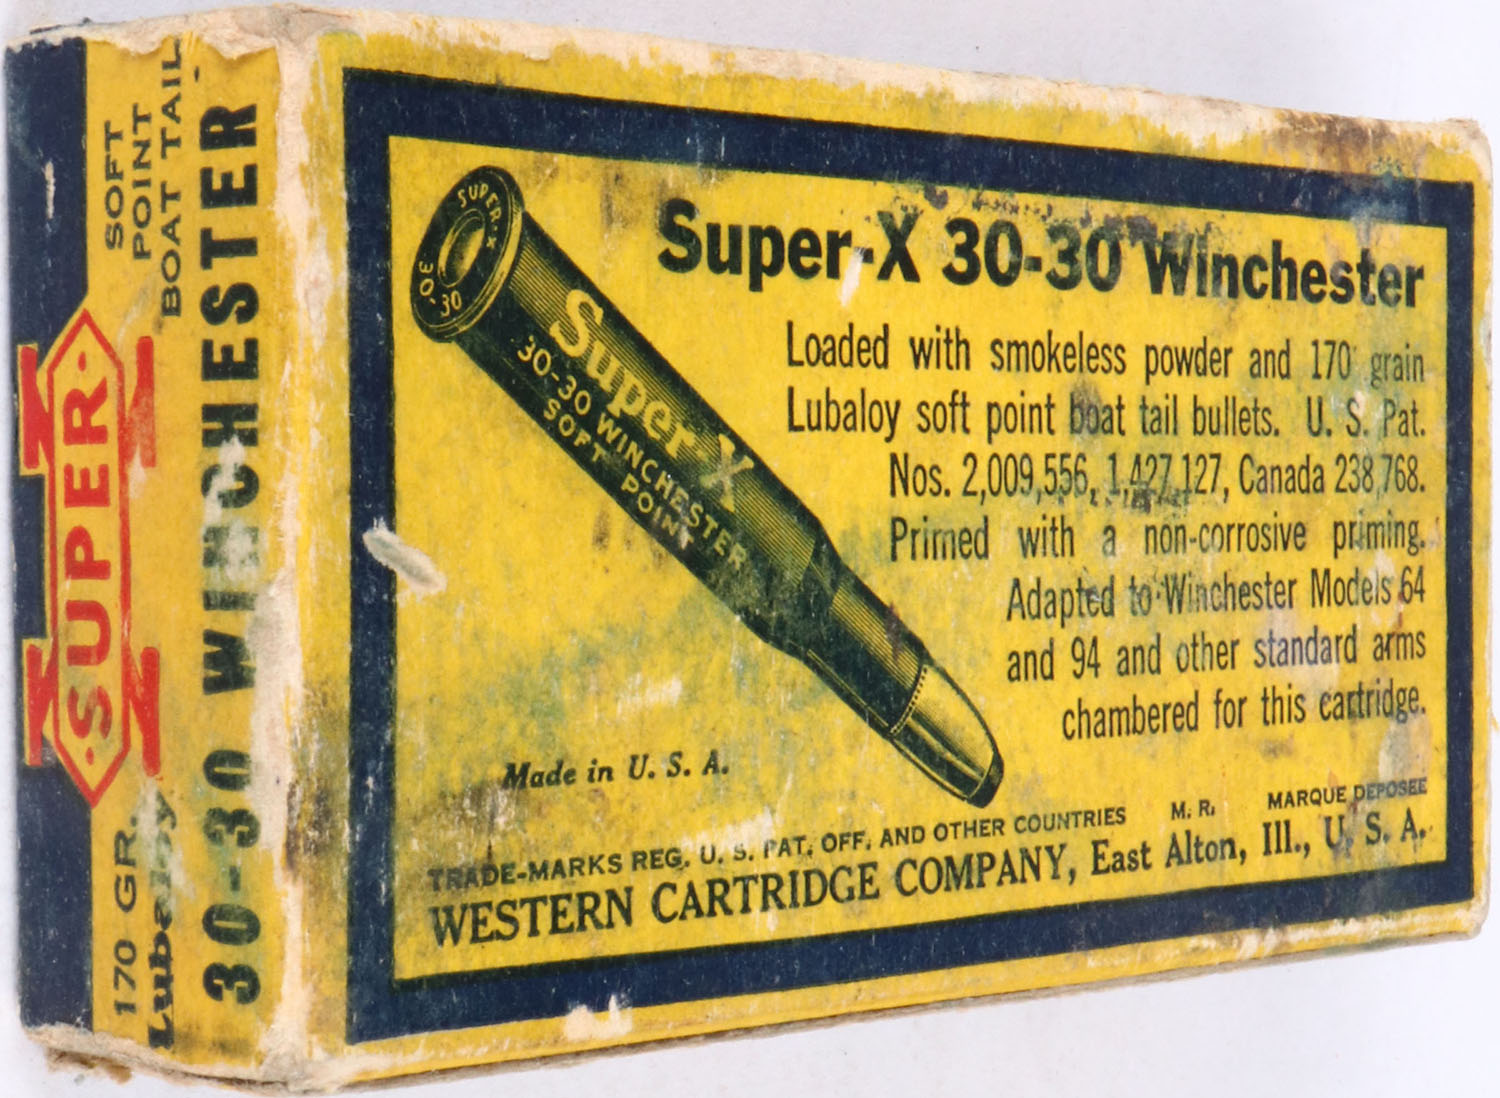 SOFT
POINT
BOAT TAIL
SUPER
X
170 GR.
Lubaloy
30-30 WINCHESTER
SUPER-X
30-30
Super-X
30-30 WINCHESTER
SOFT POINT
Super-X 30-30 Winchester
Loaded with smokeless powder and 170 grain
Lubaloy soft point boat tail bullets. U. S. Pat.
Nos. 2,009,556, 1,427,127, Canada 238,768.
Primed with a non-corrosive priming.
Adapted to Winchester Models 64
and 94 and other standard arms
chambered for this cartridge.
Made in U. S. A.
TRADE-MARKS REG. U. S. PAT. OFF. AND OTHER COUNTRIES M. R. MARQUE DEPOSEE
WESTERN CARTRIDGE COMPANY, East Alton, Ill., U. S. A.